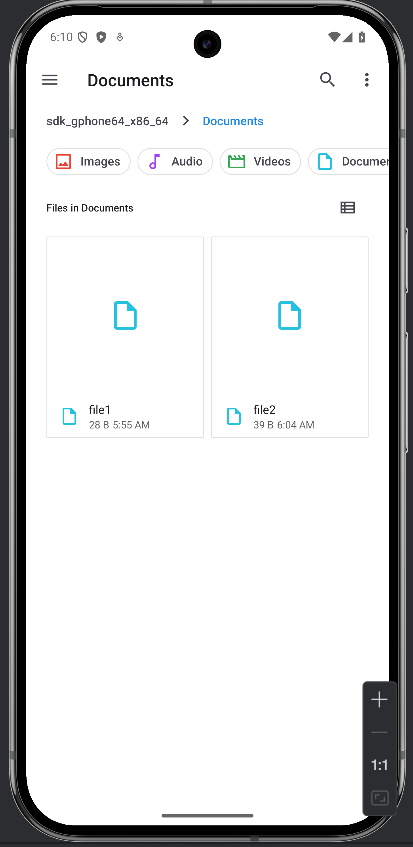 6:10
Documents
sdk_gphone64_x86_64 > Documents
Images Audio Videos Documen
Files in Documents
file1 file2
28 B 5:55 AM 39 B 6:04 AM
1:1